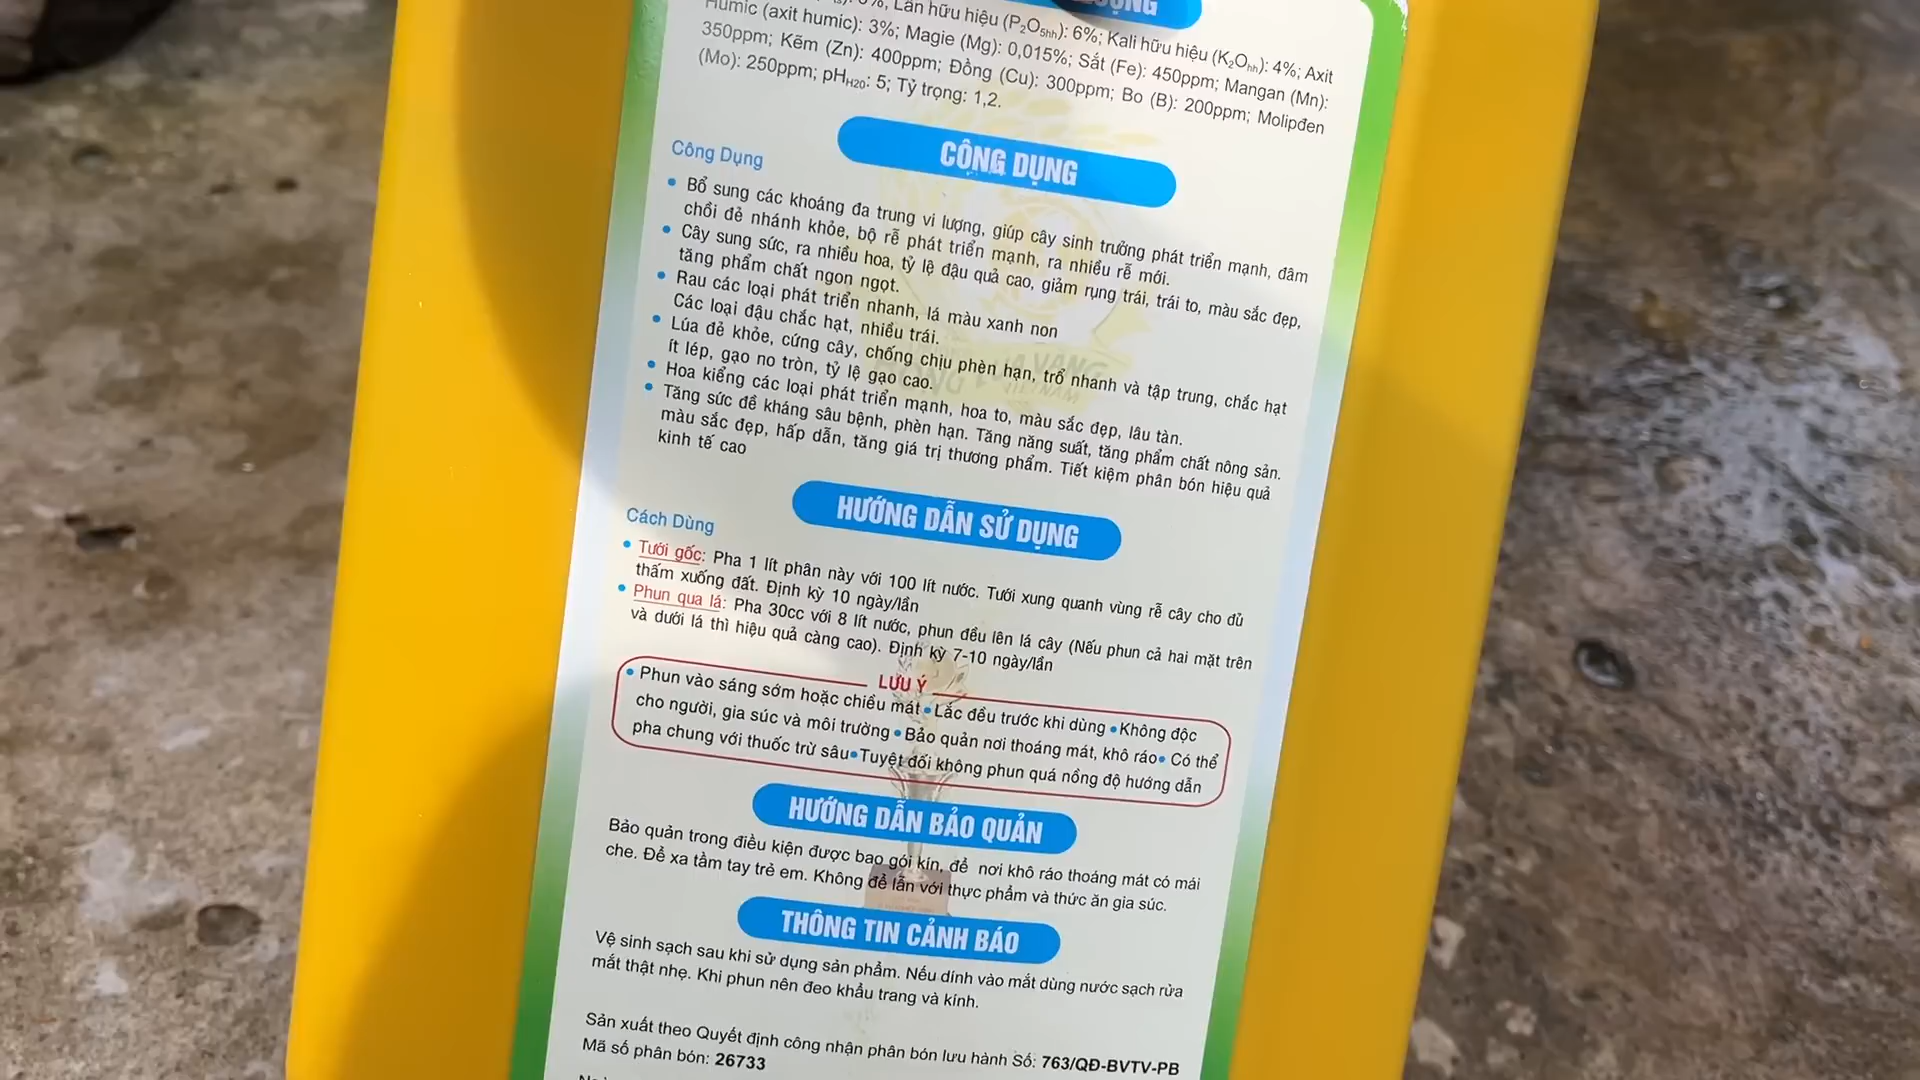 %; Lân hữu hiệu (P₂O₅hh): 6%; Kali hữu hiệu (K₂Ohh): 4%; Axit
Humic (axit humic): 3%; Magie (Mg): 0,015%; Sắt (Fe): 450ppm; Mangan (Mn):
350ppm; Kẽm (Zn): 400ppm; Đồng (Cu): 300ppm; Bo (B): 200ppm; Molipđen
(Mo): 250ppm; pHH20: 5; Tỷ trọng: 1,2.
CÔNG DỤNG
Công Dụng
• Bổ sung các khoáng đa trung vi lượng, giúp cây sinh trưởng phát triển mạnh, đâm
chồi đẻ nhánh khỏe, bộ rễ phát triển mạnh, ra nhiều rễ mới.
• Cây sung sức, ra nhiều hoa, tỷ lệ đậu quả cao, giảm rụng trái, trái to, màu sắc đẹp,
tăng phẩm chất ngon ngọt.
• Rau các loại phát triển nhanh, lá màu xanh non
Các loại đậu chắc hạt, nhiều trái.
• Lúa đẻ khỏe, cứng cây, chống chịu phèn hạn, trổ nhanh và tập trung, chắc hạt
ít lép, gạo no tròn, tỷ lệ gạo cao.
• Hoa kiểng các loại phát triển mạnh, hoa to, màu sắc đẹp, lâu tàn.
• Tăng sức đề kháng sâu bệnh, phèn hạn. Tăng năng suất, tăng phẩm chất nông sản.
màu sắc đẹp, hấp dẫn, tăng giá trị thương phẩm. Tiết kiệm phân bón hiệu quả
kinh tế cao
HƯỚNG DẪN SỬ DỤNG
Cách Dùng
• Tưới gốc: Pha 1 lít phân này với 100 lít nước. Tưới xung quanh vùng rễ cây cho đủ
thấm xuống đất. Định kỳ 10 ngày/lần
• Phun qua lá: Pha 30cc với 8 lít nước, phun đều lên lá cây (Nếu phun cả hai mặt trên
và dưới lá thì hiệu quả càng cao). Định kỳ 7-10 ngày/lần
LƯU Ý
• Phun vào sáng sớm hoặc chiều mát • Lắc đều trước khi dùng • Không độc
cho người, gia súc và môi trường • Bảo quản nơi thoáng mát, khô ráo • Có thể
pha chung với thuốc trừ sâu • Tuyệt đối không phun quá nồng độ hướng dẫn
HƯỚNG DẪN BẢO QUẢN
Bảo quản trong điều kiện được bao gói kín, để nơi khô ráo thoáng mát có mái
che. Để xa tầm tay trẻ em. Không để lẫn với thực phẩm và thức ăn gia súc.
THÔNG TIN CẢNH BÁO
Vệ sinh sạch sau khi sử dụng sản phẩm. Nếu dính vào mắt dùng nước sạch rửa
mắt thật nhẹ. Khi phun nên đeo khẩu trang và kính.
Sản xuất theo Quyết định công nhận phân bón lưu hành Số: 763/QĐ-BVTV-PB
Mã số phân bón: 26733